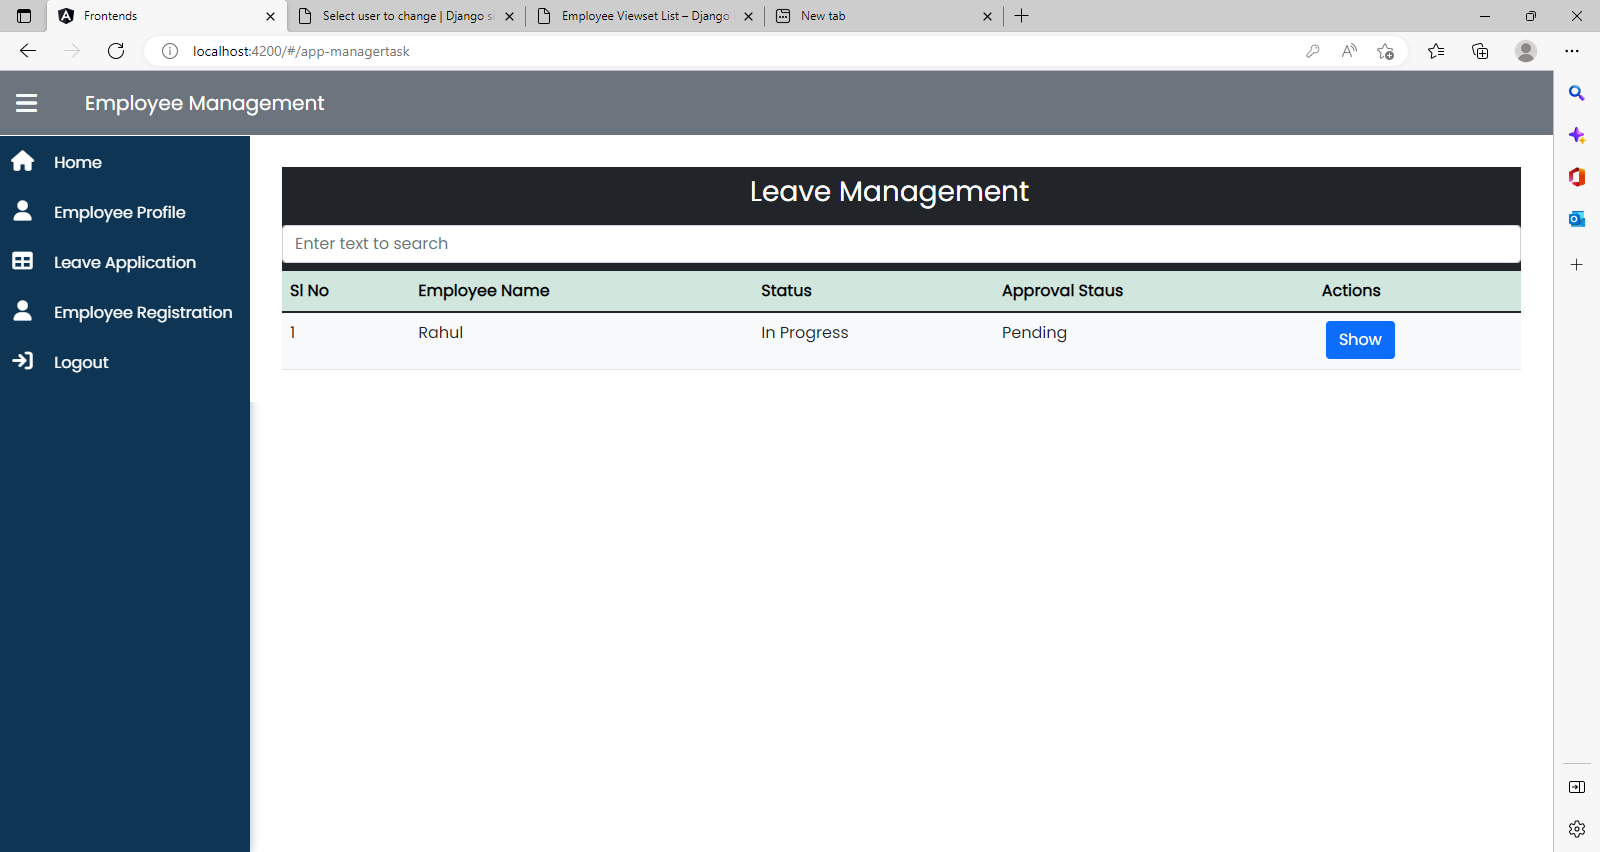 Frontends
Select user to change | Django s
Employee Viewset List – Django
New tab
localhost:4200/#/app-managertask
Employee Management
Home
Employee Profile
Leave Application
Employee Registration
Logout
Leave Management
Enter text to search
Sl No Employee Name Status Approval Staus Actions
1 Rahul In Progress Pending Show